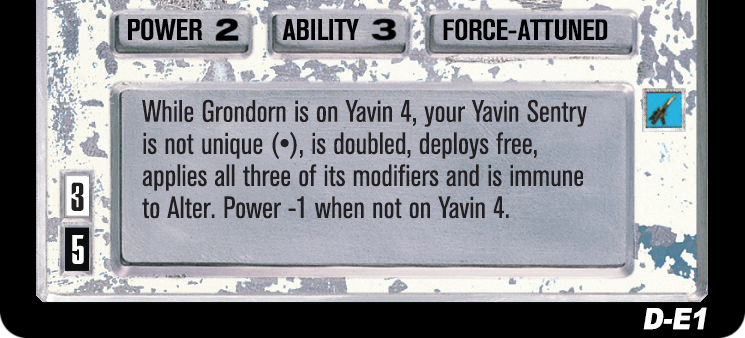 POWER 2 ABILITY 3 FORCE-ATTUNED
While Grondorn is on Yavin 4, your Yavin Sentry
is not unique (•), is doubled, deploys free,
applies all three of its modifiers and is immune
to Alter. Power -1 when not on Yavin 4.
3
5
D-E1